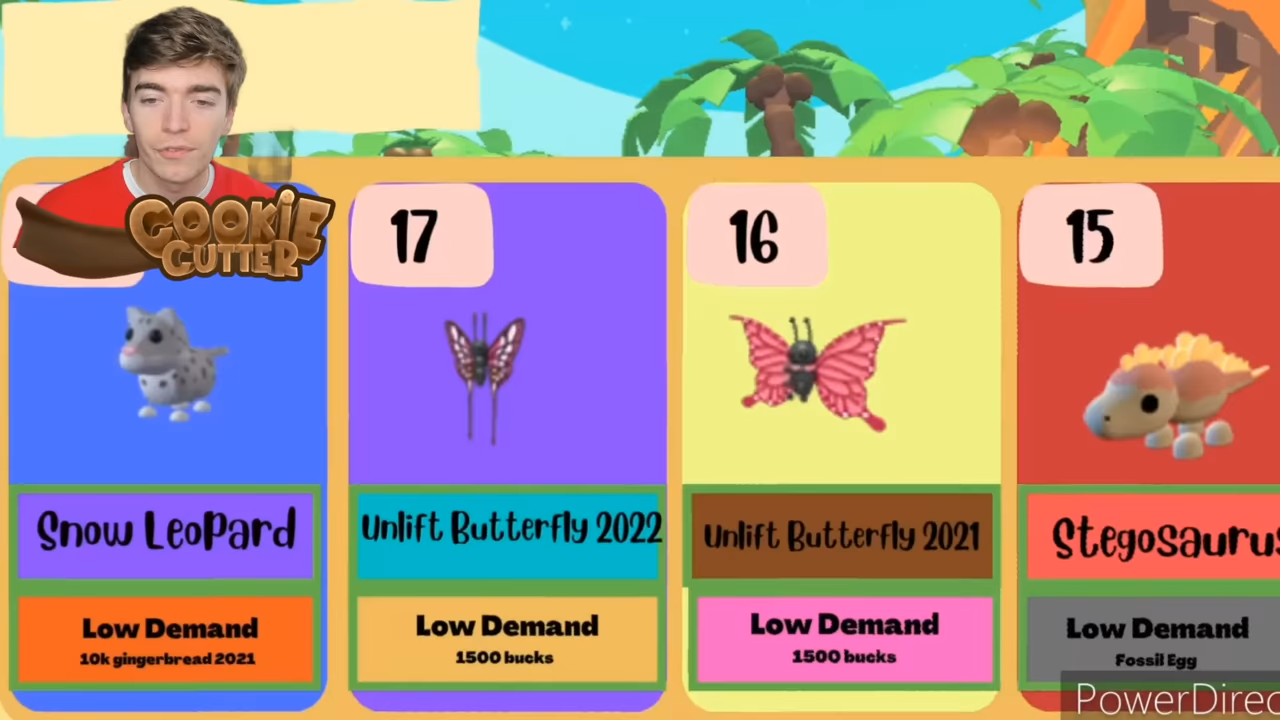 COOKIE
CUTTER
17
16
15
Snow Leopard
Unlift Butterfly 2022
Unlift Butterfly 2021
Stegosaurus
Low Demand
10k gingerbread 2021
Low Demand
1500 bucks
Low Demand
1500 bucks
Low Demand
Fossil Egg
PowerDirec